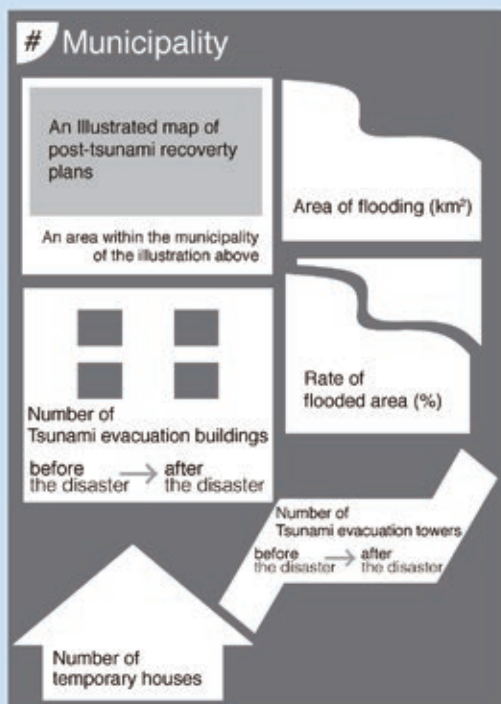 # Municipality
An Illustrated map of
post-tsunami recoverty
plans
An area within the municipality
of the illustration above
Area of flooding (km²)
Rate of
flooded area (%)
Number of
Tsunami evacuation buildings
before → after
the disaster the disaster
Number of
Tsunami evacuation towers
before → after
the disaster the disaster
Number of
temporary houses